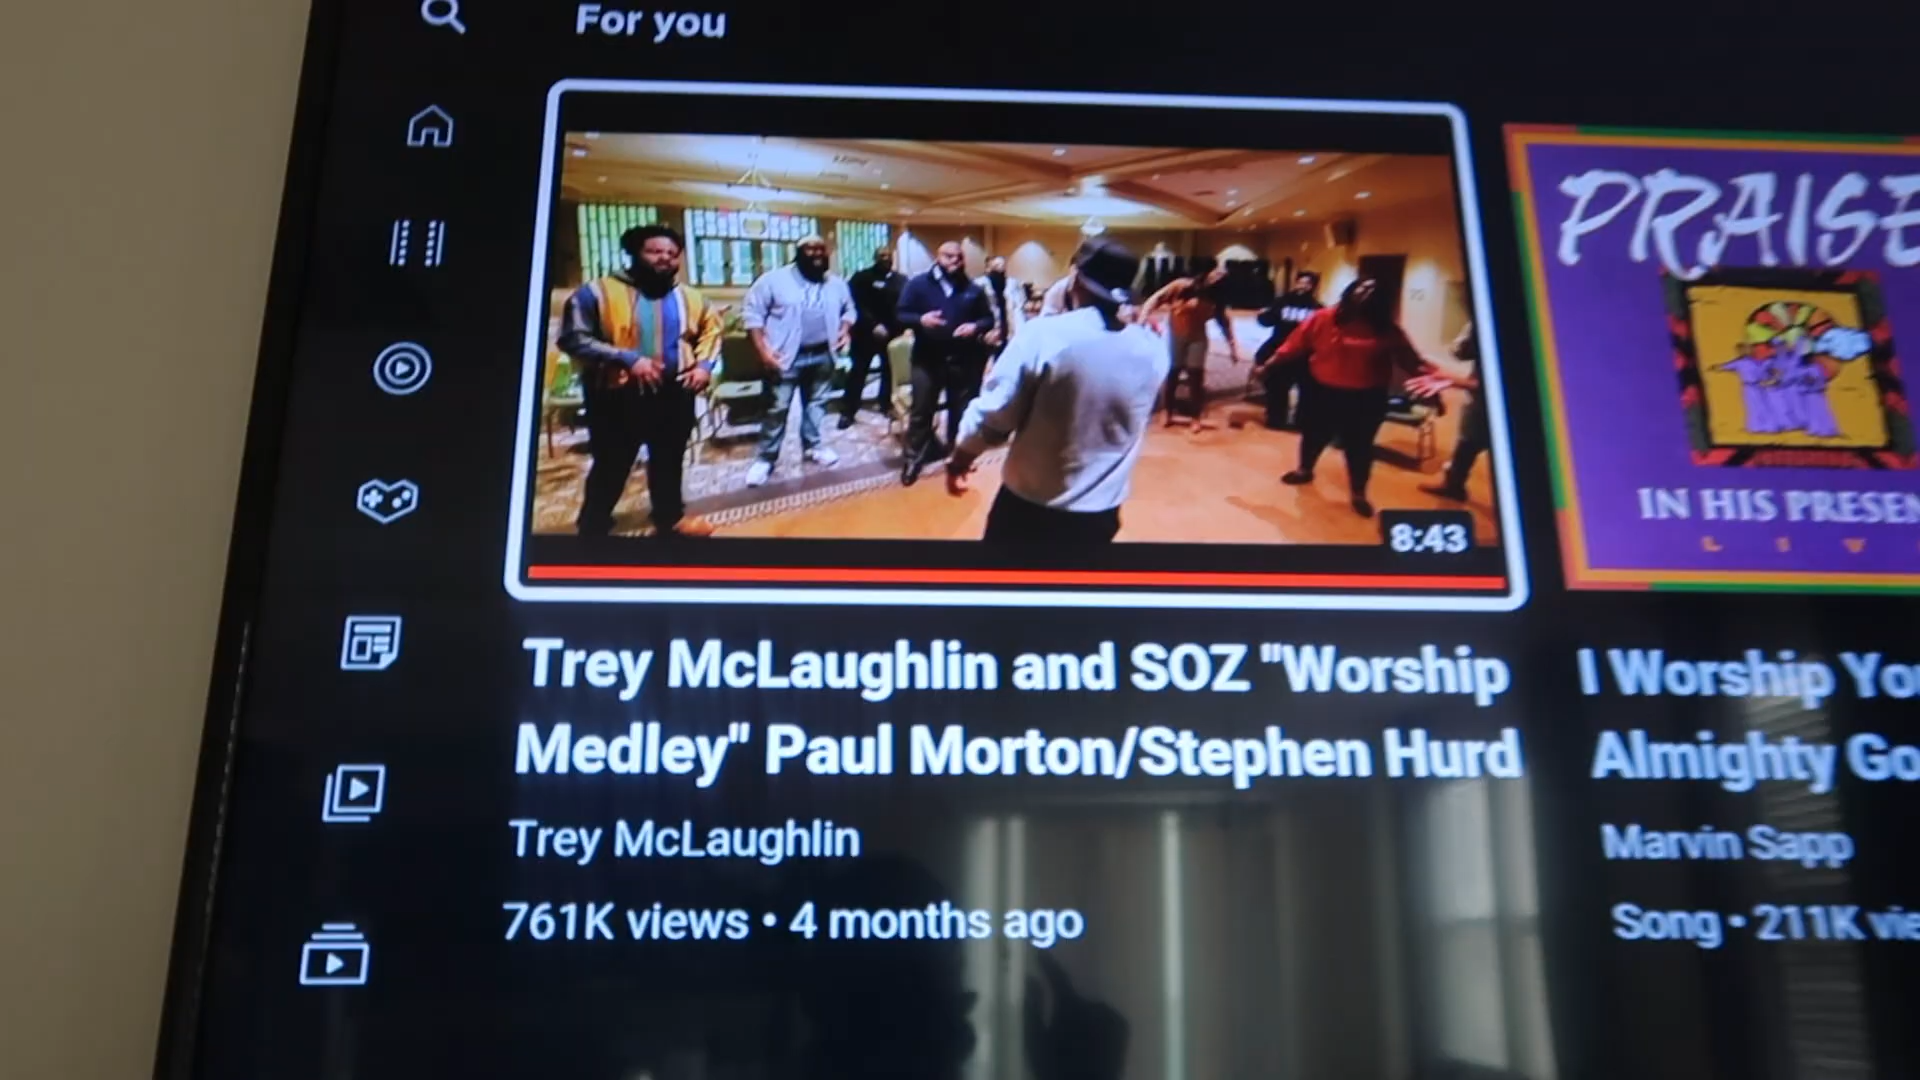 For you
8:43
Trey McLaughlin and SOZ "Worship
Medley" Paul Morton/Stephen Hurd
Trey McLaughlin
761K views • 4 months ago
PRAISE
IN HIS PRESEN
L I V
I Worship You
Almighty Go
Marvin Sapp
Song • 211K vie